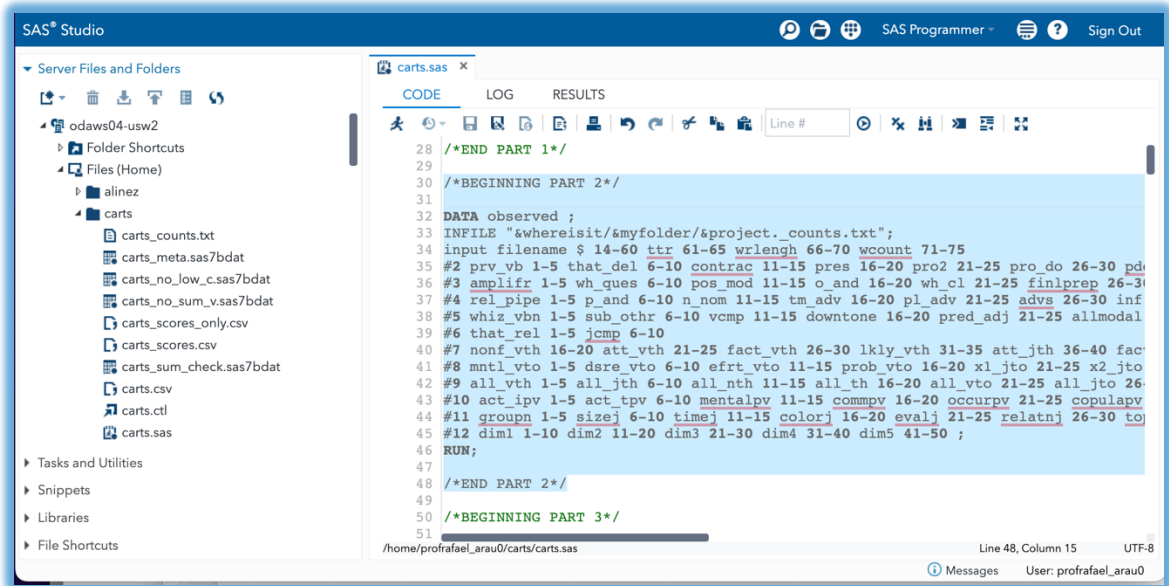 SAS® Studio
SAS Programmer
Sign Out
Server Files and Folders
odaws04-usw2
Folder Shortcuts
Files (Home)
alinez
carts
carts_counts.txt
carts_meta.sas7bdat
carts_no_low_c.sas7bdat
carts_no_sum_v.sas7bdat
carts_scores_only.csv
carts_scores.csv
carts_sum_check.sas7bdat
carts.csv
carts.ctl
carts.sas
Tasks and Utilities
Snippets
Libraries
File Shortcuts
carts.sas
CODE LOG RESULTS
Line #
28 /*END PART 1*/
29
30 /*BEGINNING PART 2*/
31
32 DATA observed ;
33 INFILE "&whereisit/&myfolder/&project._counts.txt";
34 input filename $ 14-60 ttr 61-65 wrlengh 66-70 wcount 71-75
35 #2 prv_vb 1-5 that_del 6-10 contrac 11-15 pres 16-20 pro2 21-25 pro_do 26-30 pd
36 #3 amplifr 1-5 wh_ques 6-10 pos_mod 11-15 o_and 16-20 wh_cl 21-25 finlprep 26-3
37 #4 rel_pipe 1-5 p_and 6-10 n_nom 11-15 tm_adv 16-20 pl_adv 21-25 advs 26-30 inf
38 #5 whiz_vbn 1-5 sub_othr 6-10 vcmp 11-15 downtone 16-20 pred_adj 21-25 allmodal
39 #6 that_rel 1-5 jcmp 6-10
40 #7 nonf_vth 16-20 att_vth 21-25 fact_vth 26-30 lkly_vth 31-35 att_jth 36-40 fac
41 #8 mntl_vto 1-5 dsre_vto 6-10 efrt_vto 11-15 prob_vto 16-20 x1_jto 21-25 x2_jto
42 #9 all_vth 1-5 all_jth 6-10 all_nth 11-15 all_th 16-20 all_vto 21-25 all_jto 26-
43 #10 act_ipv 1-5 act_tpv 6-10 mentalpv 11-15 commpv 16-20 occurpv 21-25 copulapv
44 #11 groupn 1-5 sizej 6-10 timej 11-15 colorj 16-20 evalj 21-25 relatnj 26-30 to
45 #12 dim1 1-10 dim2 11-20 dim3 21-30 dim4 31-40 dim5 41-50 ;
46 RUN;
47
48 /*END PART 2*/
49
50 /*BEGINNING PART 3*/
51
/home/profrafael_arau0/carts/carts.sas
Line 48, Column 15
UTF-8
Messages
User: profrafael_arau0